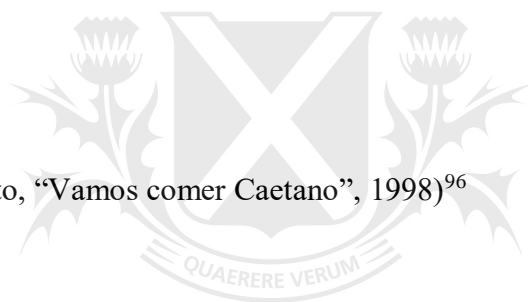 to, “Vamos comer Caetano”, 1998)⁹⁶
QUAERERE VERUM